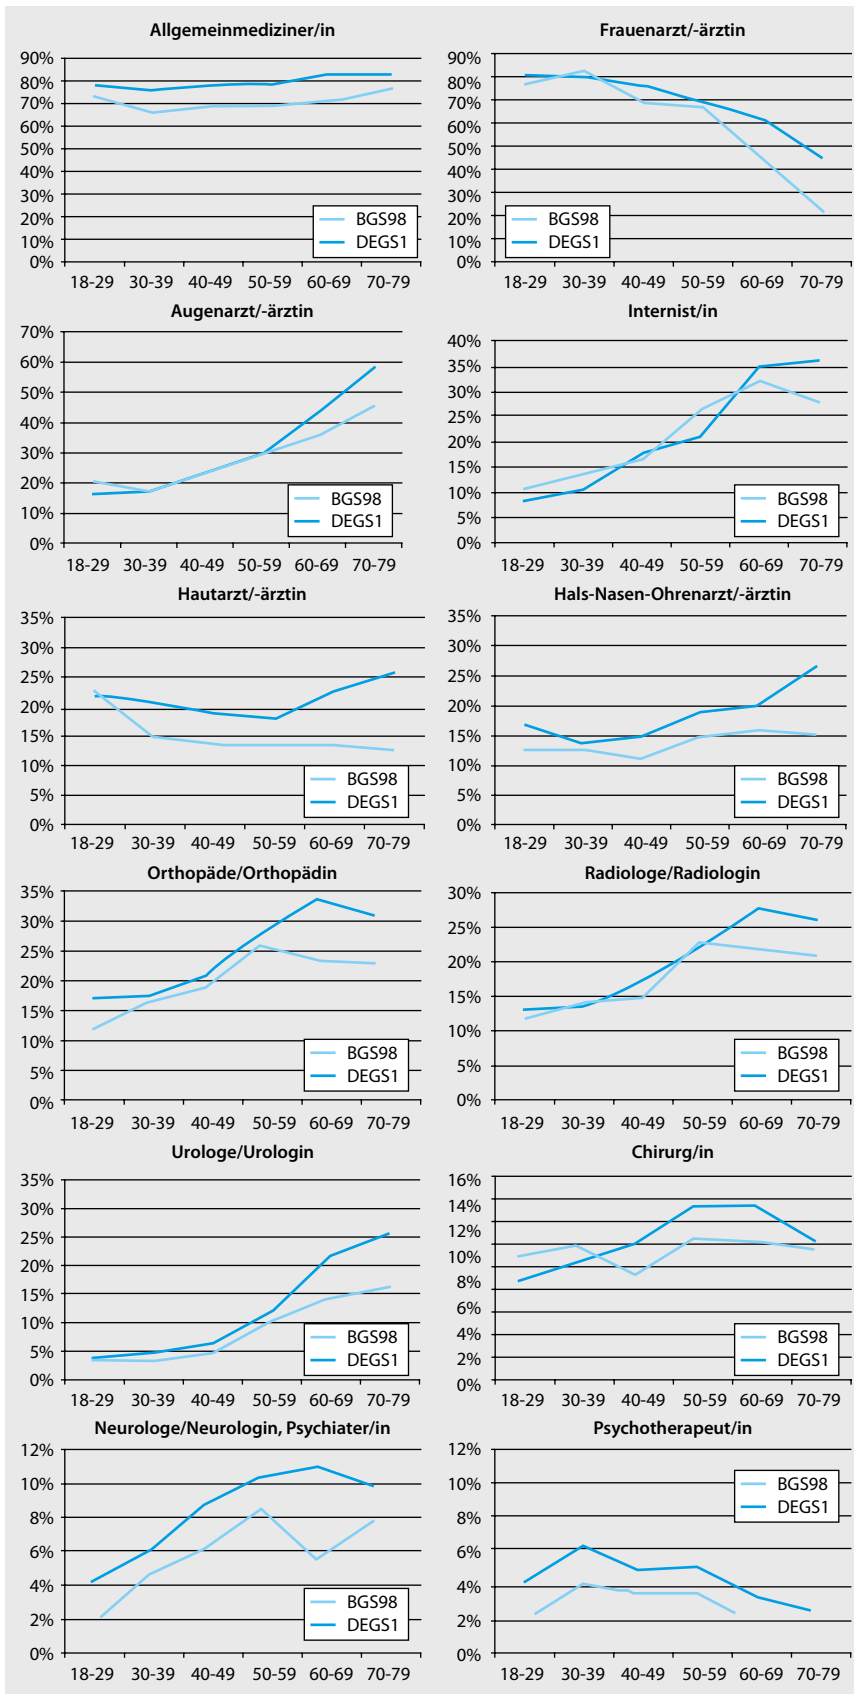 Allgemeinmediziner/in
90%
80%
70%
60%
50%
40%
30%
20%
10%
0%
BGS98
DEGS1
18-29 30-39 40-49 50-59 60-69 70-79
Frauenarzt/-ärztin
90%
80%
70%
60%
50%
40%
30%
20%
10%
0%
BGS98
DEGS1
18-29 30-39 40-49 50-59 60-69 70-79
Augenarzt/-ärztin
70%
60%
50%
40%
30%
20%
10%
0%
BGS98
DEGS1
18-29 30-39 40-49 50-59 60-69 70-79
Internist/in
40%
35%
30%
25%
20%
15%
10%
5%
0%
BGS98
DEGS1
18-29 30-39 40-49 50-59 60-69 70-79
Hautarzt/-ärztin
35%
30%
25%
20%
15%
10%
5%
0%
BGS98
DEGS1
18-29 30-39 40-49 50-59 60-69 70-79
Hals-Nasen-Ohrenarzt/-ärztin
35%
30%
25%
20%
15%
10%
5%
0%
BGS98
DEGS1
18-29 30-39 40-49 50-59 60-69 70-79
Orthopäde/Orthopädin
35%
30%
25%
20%
15%
10%
5%
0%
BGS98
DEGS1
18-29 30-39 40-49 50-59 60-69 70-79
Radiologe/Radiologin
30%
25%
20%
15%
10%
5%
0%
BGS98
DEGS1
18-29 30-39 40-49 50-59 60-69 70-79
Urologe/Urologin
35%
30%
25%
20%
15%
10%
5%
0%
BGS98
DEGS1
18-29 30-39 40-49 50-59 60-69 70-79
Chirurg/in
16%
14%
12%
10%
8%
6%
4%
2%
0%
BGS98
DEGS1
18-29 30-39 40-49 50-59 60-69 70-79
Neurologe/Neurologin, Psychiater/in
12%
10%
8%
6%
4%
2%
0%
BGS98
DEGS1
18-29 30-39 40-49 50-59 60-69 70-79
Psychotherapeut/in
12%
10%
8%
6%
4%
2%
0%
BGS98
DEGS1
18-29 30-39 40-49 50-59 60-69 70-79